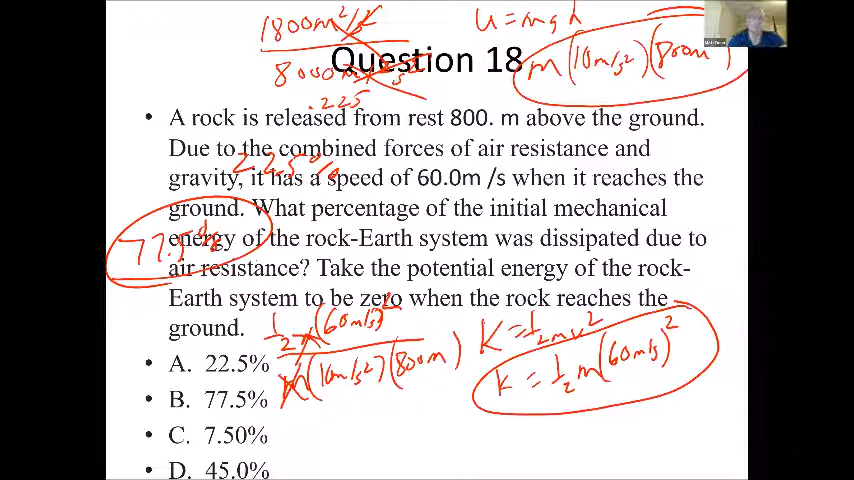 1800m²/s²
8000m²/s²
.225
22.5%
77.5%
u = mgh
m(10m/s²)(800m)
Question 18
• A rock is released from rest 800. m above the ground.
Due to the combined forces of air resistance and
gravity, it has a speed of 60.0m /s when it reaches the
ground. What percentage of the initial mechanical
energy of the rock-Earth system was dissipated due to
air resistance? Take the potential energy of the rock-
Earth system to be zero when the rock reaches the
ground.
½m(60m/s)²
m(10m/s²)(800m)
K = ½mv²
K = ½m(60m/s)²
• A. 22.5%
• B. 77.5%
• C. 7.50%
• D. 45.0%